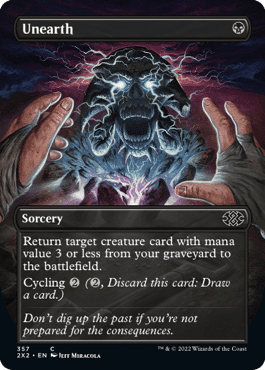 Unearth
Sorcery
Return target creature card with mana
value 3 or less from your graveyard to
the battlefield.
Cycling 2 (2, Discard this card: Draw
a card.)
Don't dig up the past if you're not
prepared for the consequences.
357 C
2X2 • EN Jeff Miracola
™ & © 2022 Wizards of the Coast